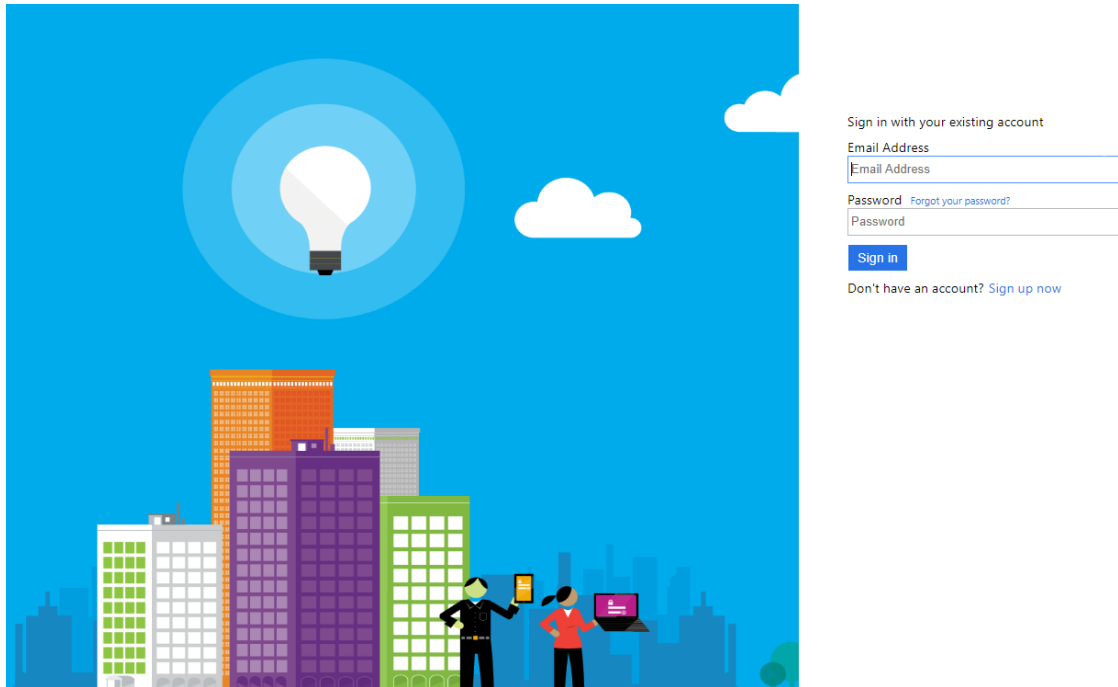 Sign in with your existing account
Email Address
Email Address
Password Forgot your password?
Password
Sign in
Don't have an account? Sign up now